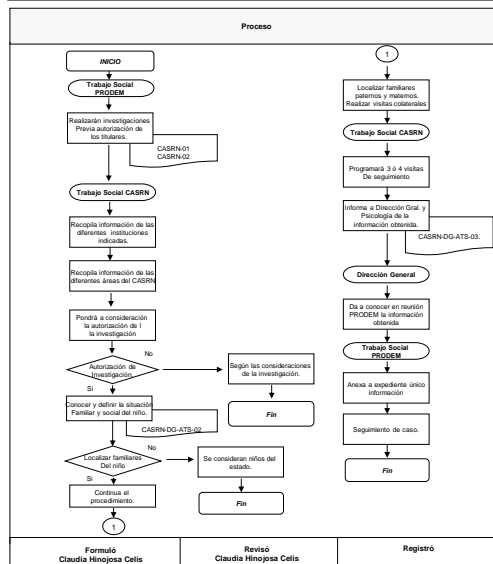 Proceso
INICIO
Trabajo Social
PRODEM
Realizarán investigaciones
Previa autorización de
los titulares.
CASRN-01
CASRN-02
Trabajo Social CASRN
Recopila información de las
diferentes instituciones
indicadas.
Recopila información de las
diferentes áreas del CASRN
Pondrá a consideración
la autorización de l
la investigación
No
Autorización de
Investigación.
Según las consideraciones
de la investigación.
Si
Fin
Conocer y definir la situación
Familiar y social del niño.
CASRN-DG-ATS-02
No
Localizar familiares
Del niño
Se consideran niños del
estado.
Si
Continua el
procedimiento.
Fin
1
1
Localizar familiares
paternos y maternos.
Realizar visitas colaterales
Trabajo Social CASRN
Programará 3 ó 4 visitas
De seguimiento
Informa a Dirección Gral. y
Psicología de la
información obtenida.
CASRN-DG-ATS-03.
Dirección General
Da a conocer en reunión
PRODEM la información
obtenida
Trabajo Social
PRODEM
Anexa a expediente único
información
Seguimiento de caso.
Fin
Formuló
Claudia Hinojosa Celis
Revisó
Claudia Hinojosa Celis
Registró